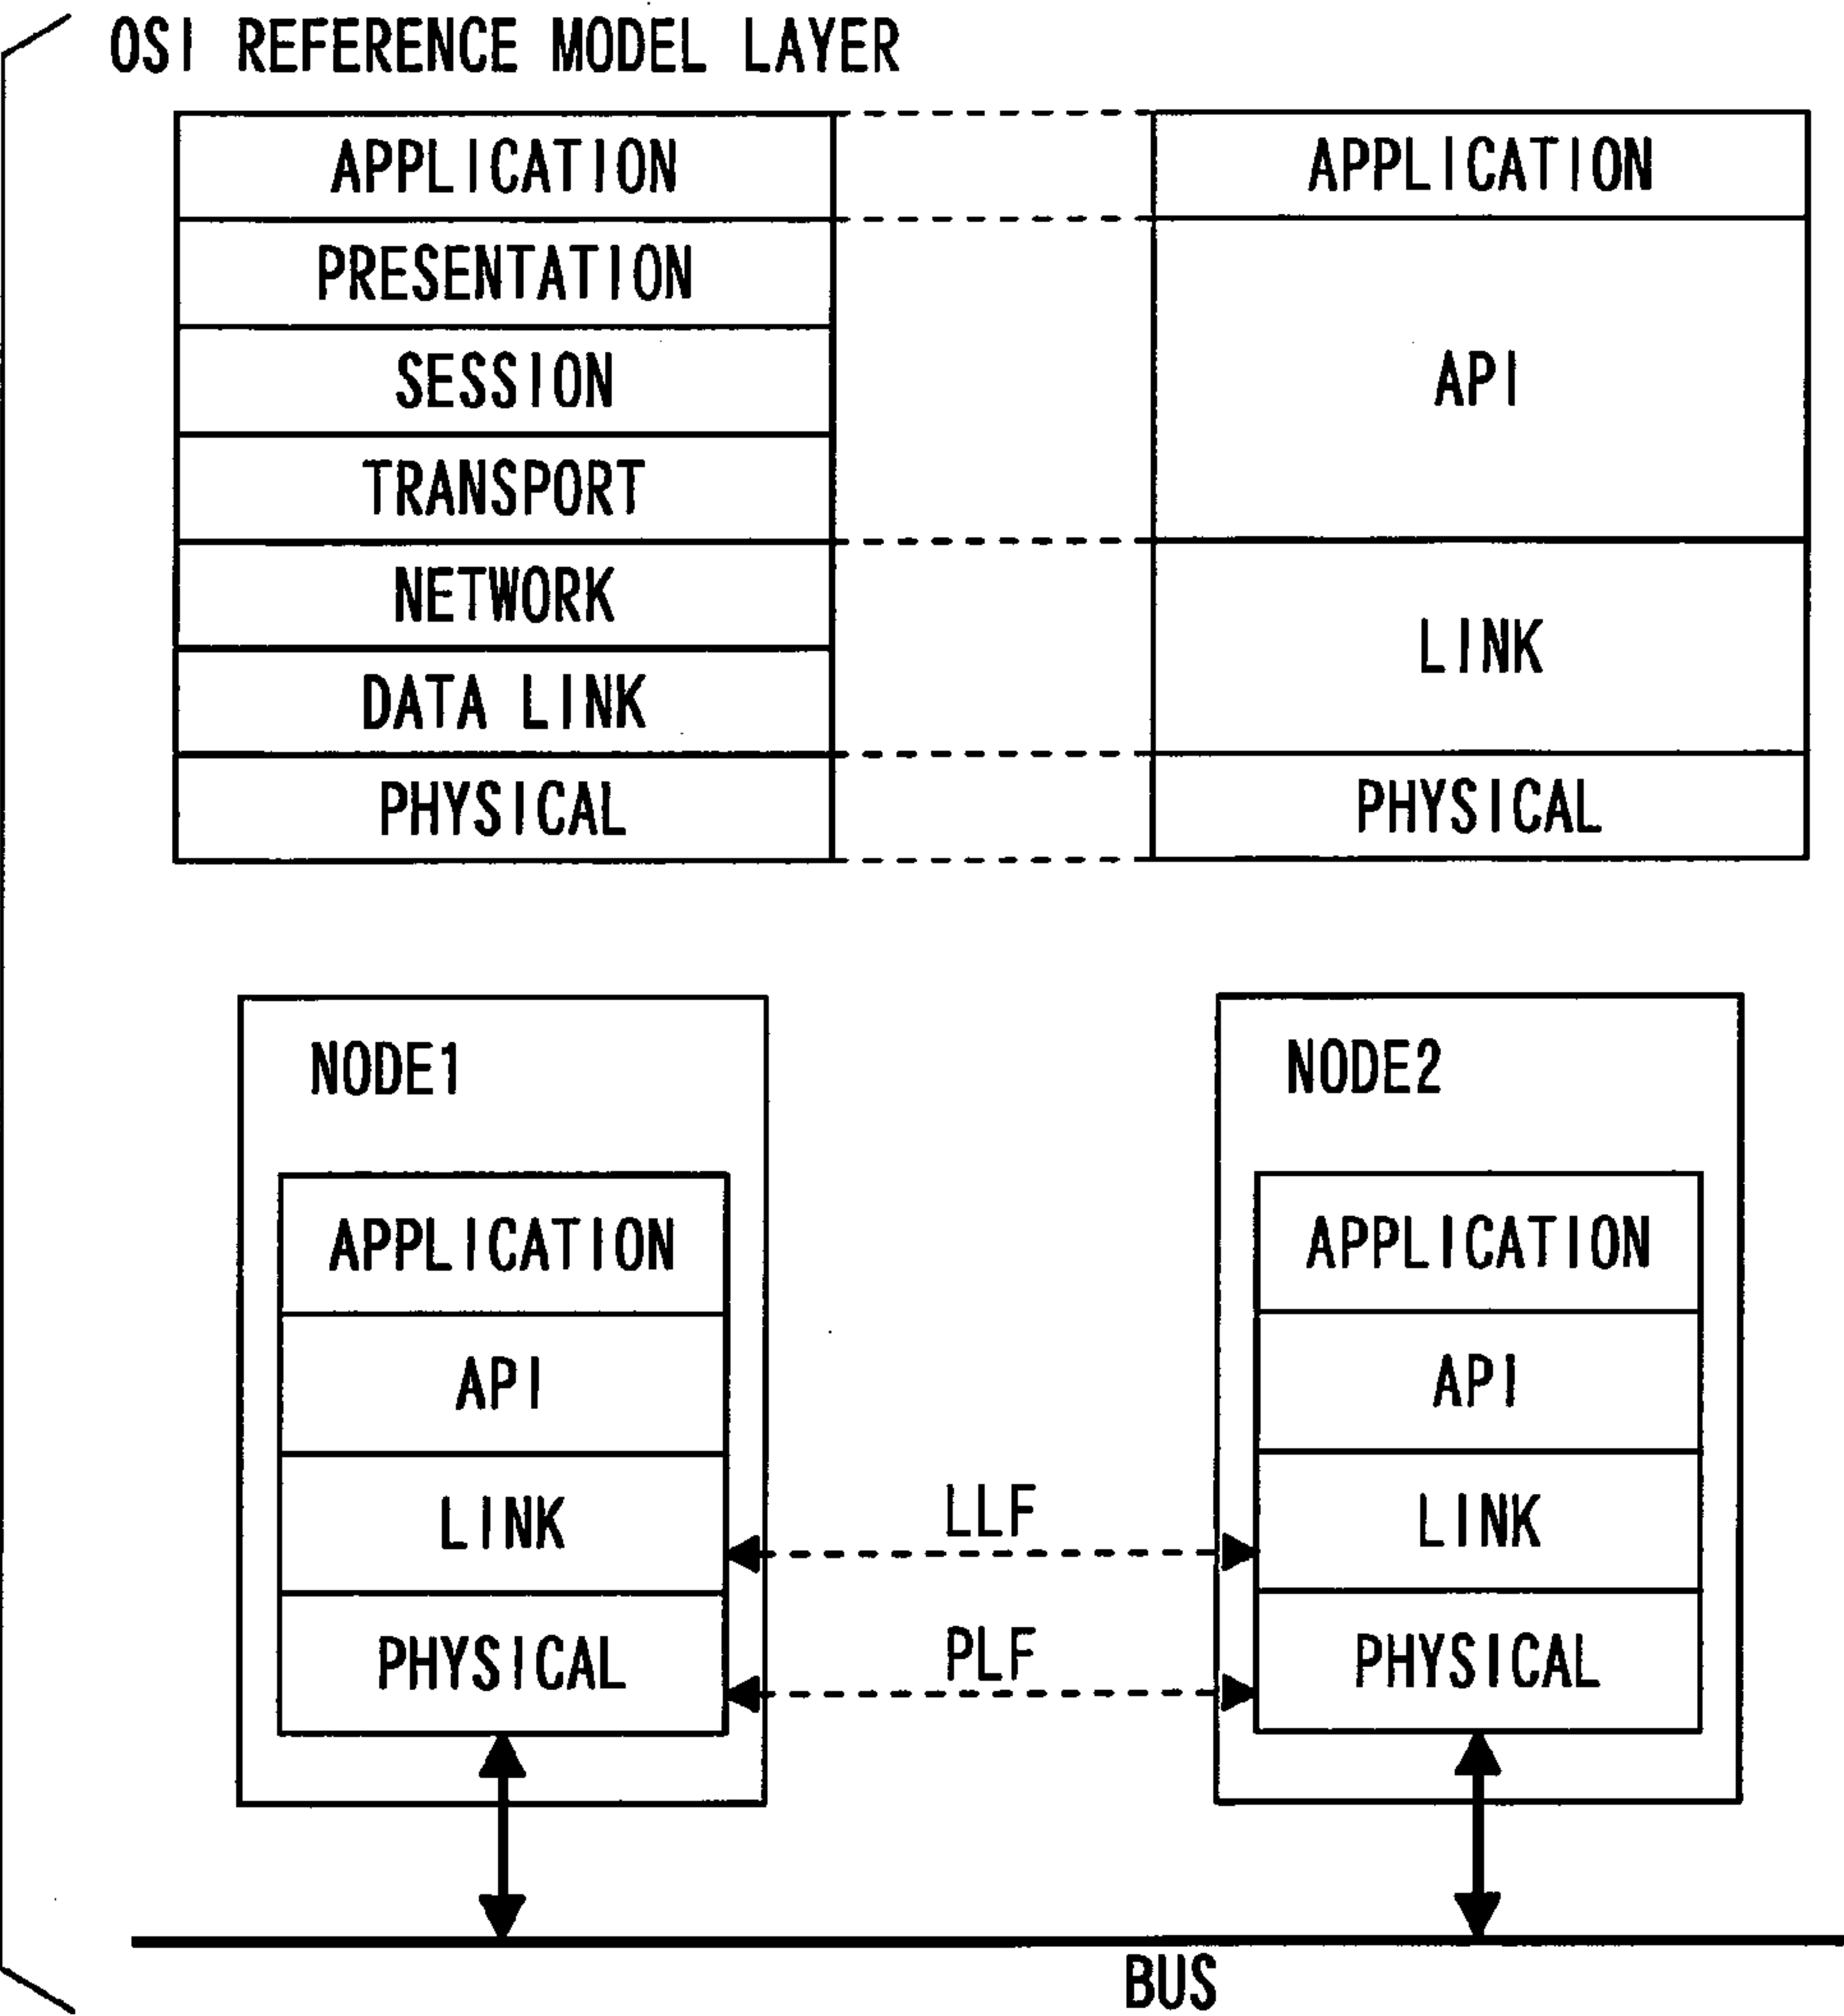 OSI REFERENCE MODEL LAYER
APPLICATION
PRESENTATION
SESSION
TRANSPORT
NETWORK
DATA LINK
PHYSICAL
APPLICATION
API
LINK
PHYSICAL
NODE1
APPLICATION
API
LINK
PHYSICAL
LLF
PLF
NODE2
APPLICATION
API
LINK
PHYSICAL
BUS